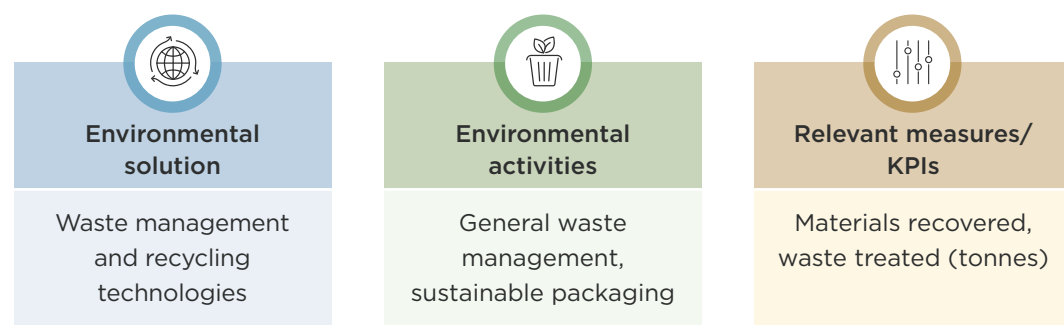 Environmental
solution
Waste management
and recycling
technologies
Environmental
activities
General waste
management,
sustainable packaging
Relevant measures/
KPIs
Materials recovered,
waste treated (tonnes)